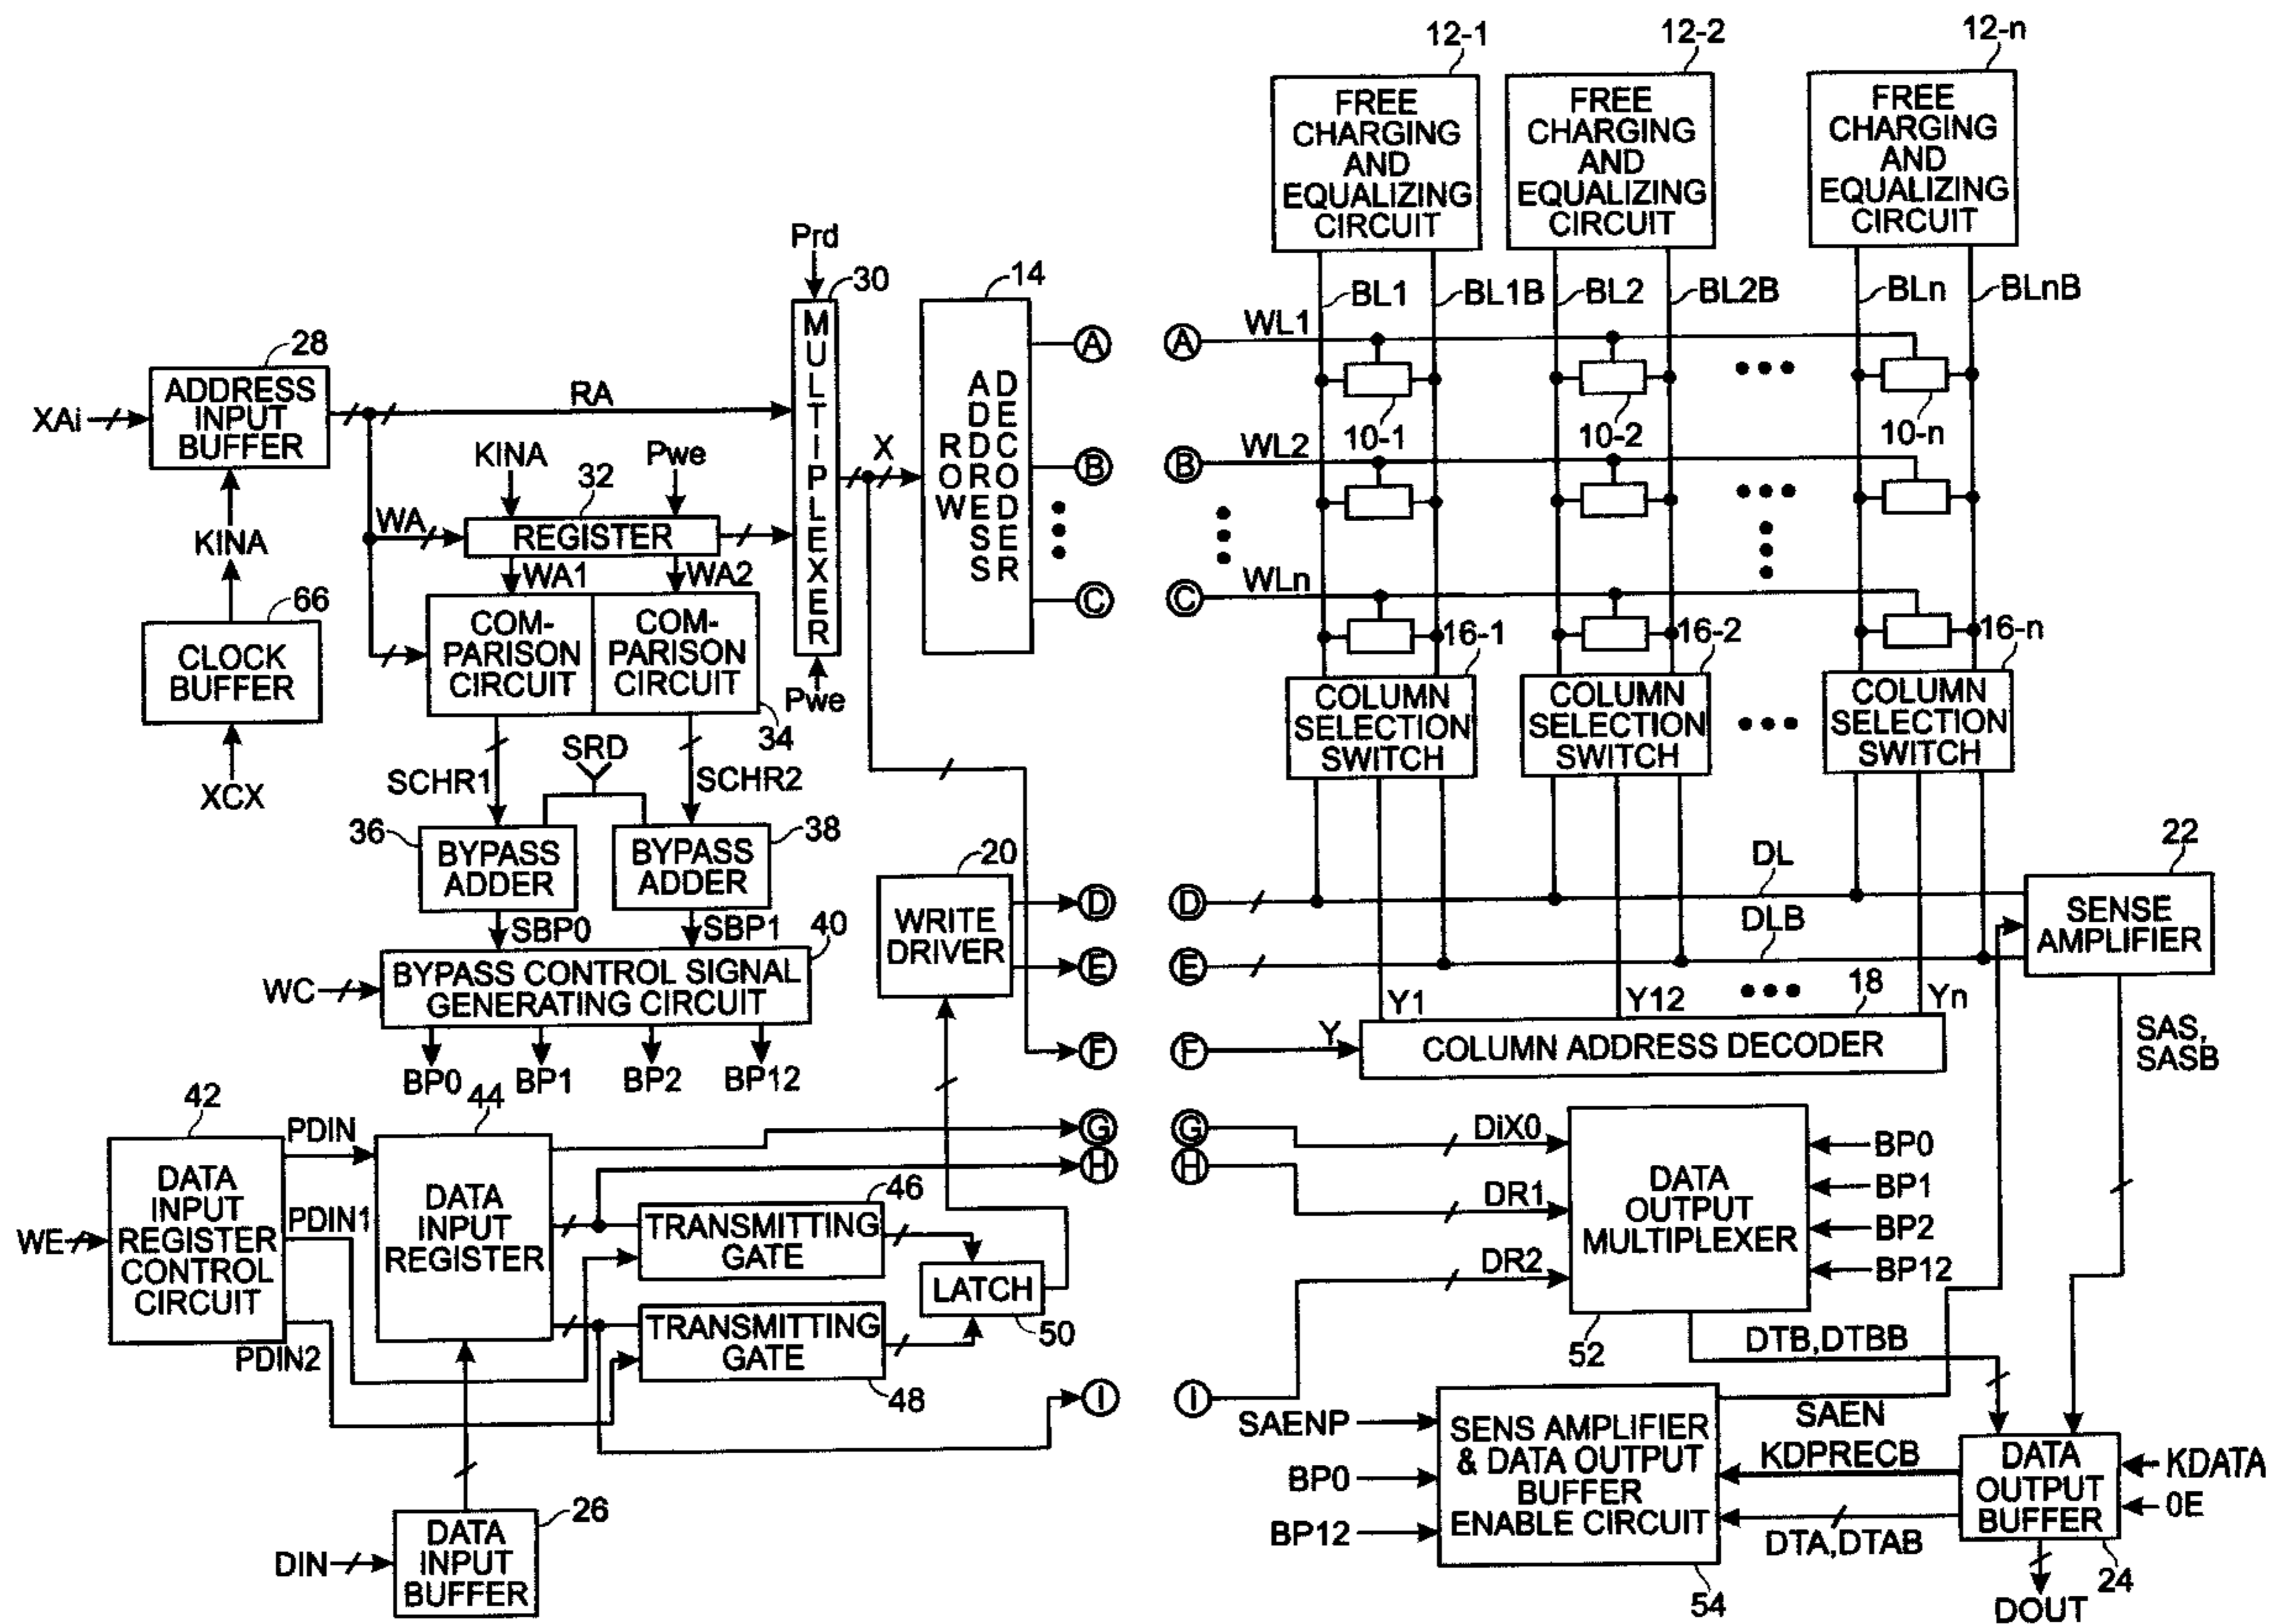 12-1
12-2
12-n
FREE
CHARGING
AND
EQUALIZING
CIRCUIT
FREE
CHARGING
AND
EQUALIZING
CIRCUIT
FREE
CHARGING
AND
EQUALIZING
CIRCUIT
BL1
BL1B
BL2
BL2B
BLn
BLnB
Prd
30
MULTIPLEXER
Pwe
14
ROW
ADDRESS
DECODER
X
A
B
C
A
B
C
WL1
WL2
WLn
10-1
10-2
10-n
28
ADDRESS
INPUT
BUFFER
XAi
RA
KINA
Pwe
32
WA
REGISTER
WA1
WA2
KINA
66
CLOCK
BUFFER
XCX
COM-
PARISON
CIRCUIT
COM-
PARISON
CIRCUIT
34
SRD
SCHR1
SCHR2
36
BYPASS
ADDER
38
BYPASS
ADDER
SBP0
SBP1
40
WC
BYPASS CONTROL SIGNAL
GENERATING CIRCUIT
BP0
BP1
BP2
BP12
20
WRITE
DRIVER
D
E
F
16-1
16-2
16-n
COLUMN
SELECTION
SWITCH
COLUMN
SELECTION
SWITCH
COLUMN
SELECTION
SWITCH
D
E
F
DL
DLB
22
SENSE
AMPLIFIER
Y1
Y12
Yn
18
Y
COLUMN ADDRESS DECODER
SAS,
SASB
42
DATA
INPUT
REGISTER
CONTROL
CIRCUIT
WE
PDIN
PDIN1
PDIN2
44
DATA
INPUT
REGISTER
46
TRANSMITTING
GATE
TRANSMITTING
GATE
48
LATCH
50
G
H
I
26
DIN
DATA
INPUT
BUFFER
G
H
I
DiX0
DR1
DR2
DATA
OUTPUT
MULTIPLEXER
52
BP0
BP1
BP2
BP12
DTB,DTBB
SAENP
BP0
BP12
SENS AMPLIFIER
& DATA OUTPUT
BUFFER
ENABLE CIRCUIT
54
SAEN
KDPRECB
DTA,DTAB
DATA
OUTPUT
BUFFER
KDATA
0E
24
DOUT